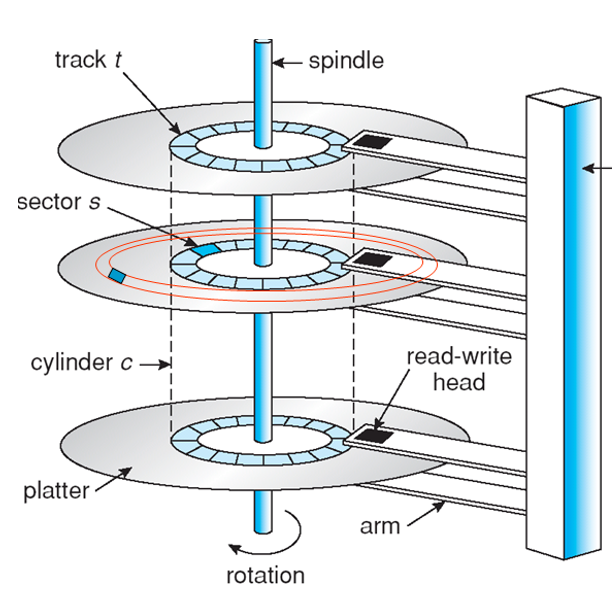 track t
spindle
sector s
cylinder c
read-write
head
platter
arm
rotation